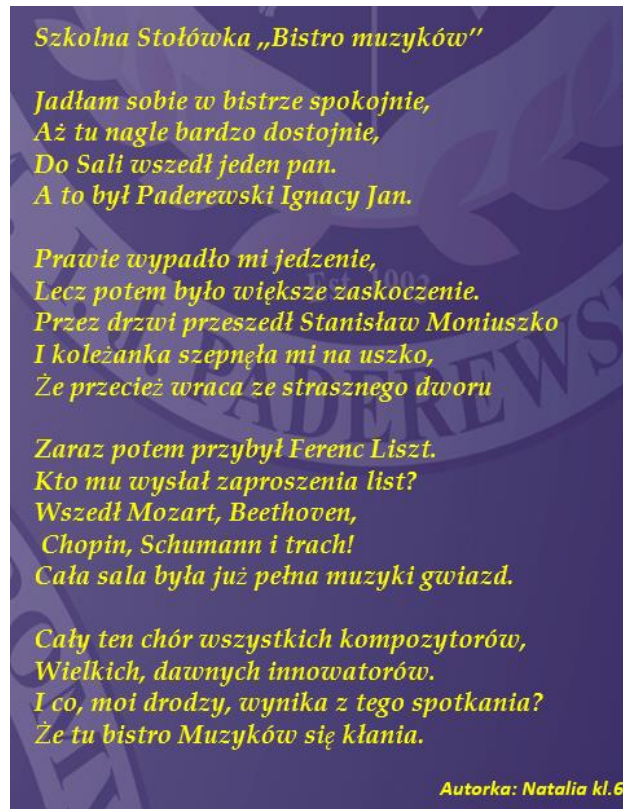 Szkolna Stołówka „Bistro muzyków”
Jadłam sobie w bistrze spokojnie,
Aż tu nagle bardzo dostojnie,
Do Sali wszedł jeden pan.
A to był Paderewski Ignacy Jan.
Prawie wypadło mi jedzenie,
Lecz potem było większe zaskoczenie.
Przez drzwi przeszedł Stanisław Moniuszko
I koleżanka szepnęła mi na uszko,
Że przecież wraca ze strasznego dworu
Zaraz potem przybył Ferenc Liszt.
Kto mu wysłał zaproszenia list?
Wszedł Mozart, Beethoven,
Chopin, Schumann i trach!
Cała sala była już pełna muzyki gwiazd.
Cały ten chór wszystkich kompozytorów,
Wielkich, dawnych innowatorów.
I co, moi drodzy, wynika z tego spotkania?
Że tu bistro Muzyków się kłania.
Autorka: Natalia kl.6